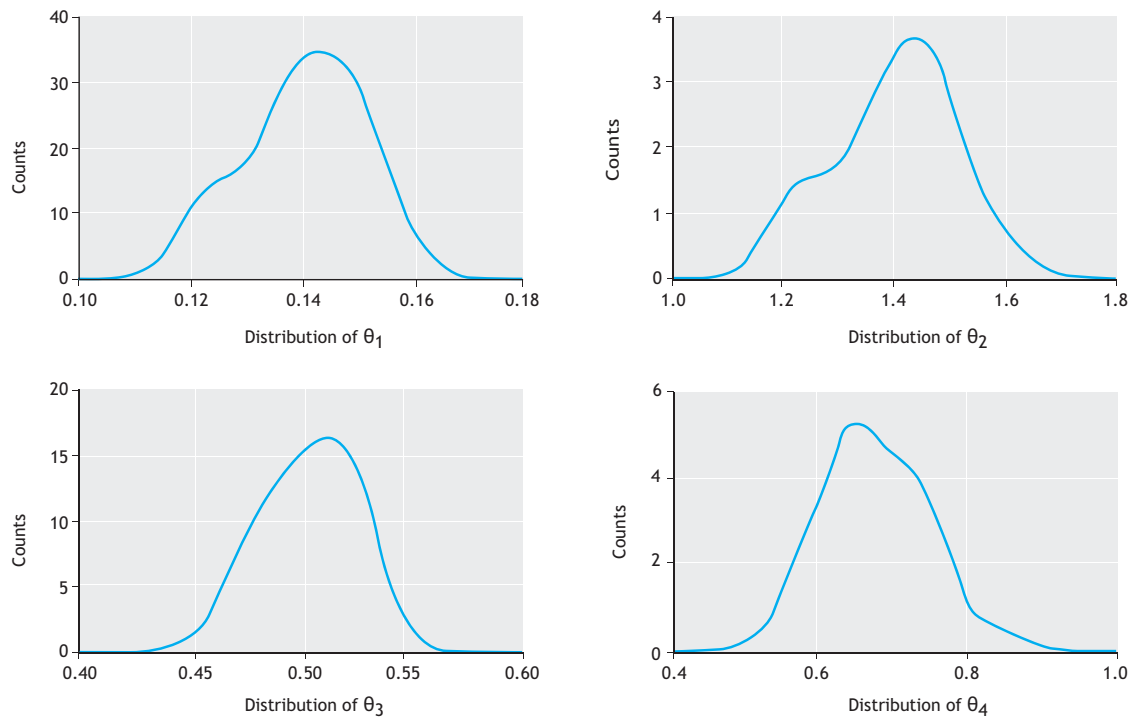 40
30
20
10
0
Counts
0.10 0.12 0.14 0.16 0.18
Distribution of θ1
4
3
2
1
0
Counts
1.0 1.2 1.4 1.6 1.8
Distribution of θ2
20
15
10
5
0
Counts
0.40 0.45 0.50 0.55 0.60
Distribution of θ3
6
4
2
0
Counts
0.4 0.6 0.8 1.0
Distribution of θ4